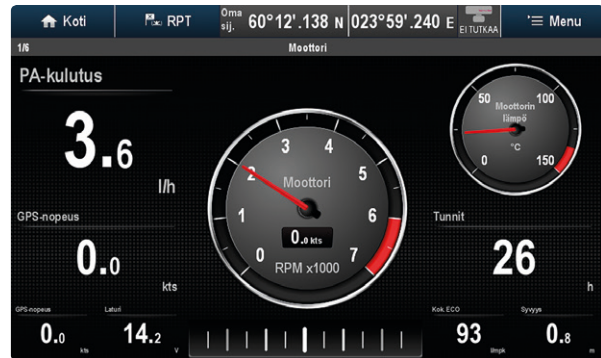 Koti
RPT
Oma sij. 60°12'.138 N 023°59'.240 E
EI TUTKAA
Menu
1/6
Moottori
PA-kulutus
3.6
l/h
GPS-nopeus
0.0
kts
GPS-nopeus
0.0
kts
Laturi
14.2
V
0
1
2
3
4
5
6
7
Moottori
0.0 kts
RPM x1000
0
50
100
150
Moottorin
lämpö
°C
Tunnit
26
h
Kok. ECO
93
l/mpk
Syvyys
0.8
m